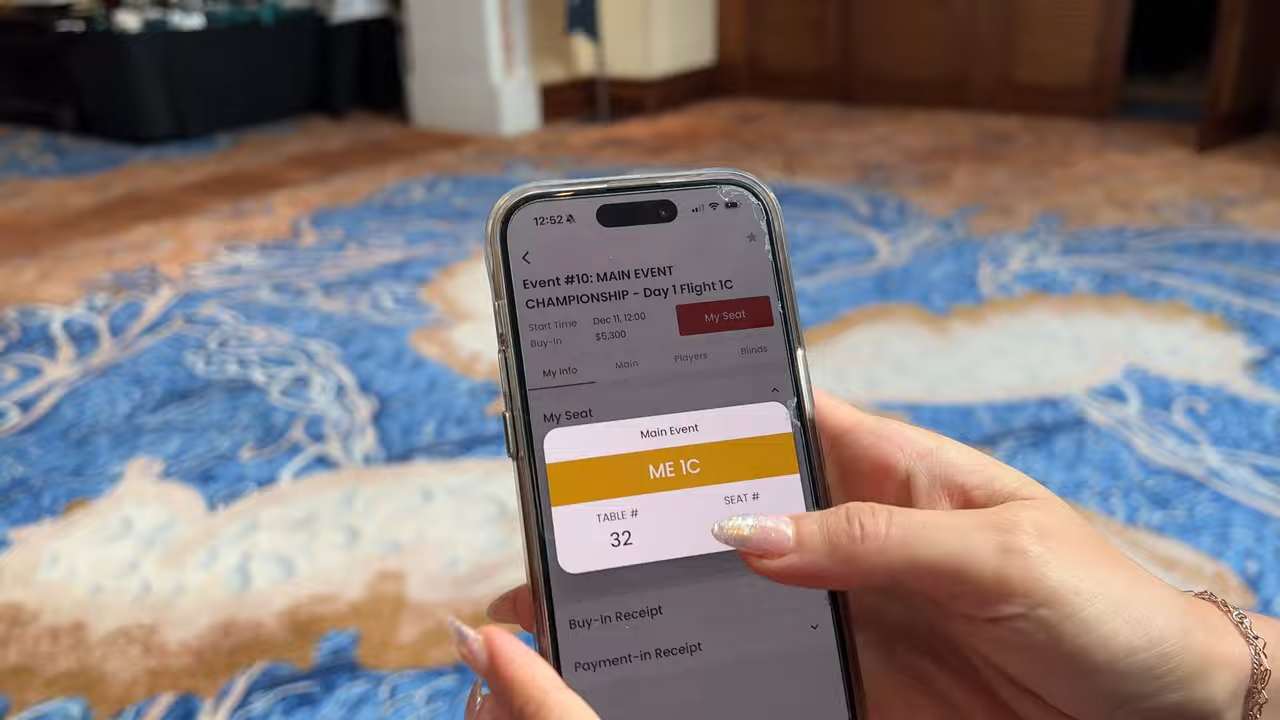 12:52
Event #10: MAIN EVENT
CHAMPIONSHIP - Day 1 Flight 1C
Start Time Dec 11, 12:00
Buy-In $5,300
My Seat
My Info Main Players Blinds
My Seat
Main Event
ME 1C
TABLE # SEAT #
32
Buy-In Receipt
Payment-in Receipt